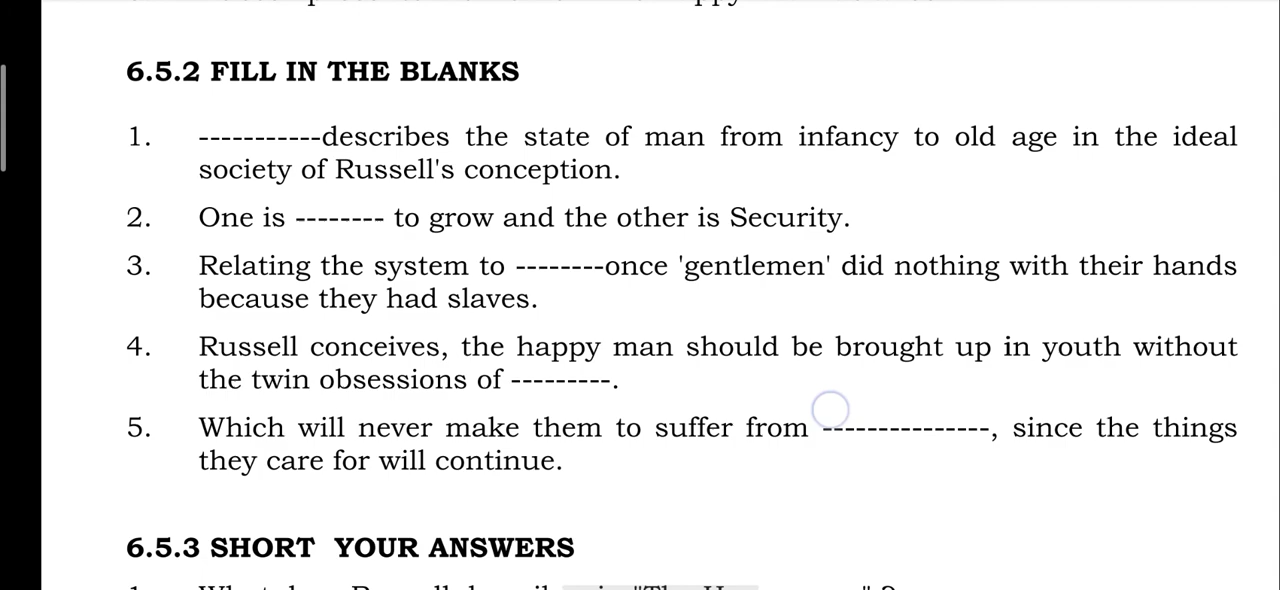 6.5.2 FILL IN THE BLANKS
1. -----------describes the state of man from infancy to old age in the ideal
society of Russell's conception.
2. One is -------- to grow and the other is Security.
3. Relating the system to --------once 'gentlemen' did nothing with their hands
because they had slaves.
4. Russell conceives, the happy man should be brought up in youth without
the twin obsessions of ---------.
5. Which will never make them to suffer from ---------------, since the things
they care for will continue.
6.5.3 SHORT YOUR ANSWERS